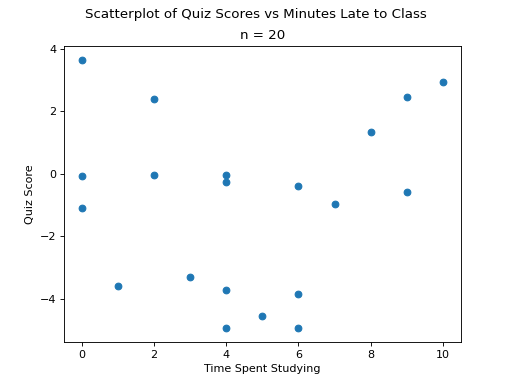 Scatterplot of Quiz Scores vs Minutes Late to Class
n = 20
4
2
0
−2
−4
Quiz Score
0 2 4 6 8 10
Time Spent Studying